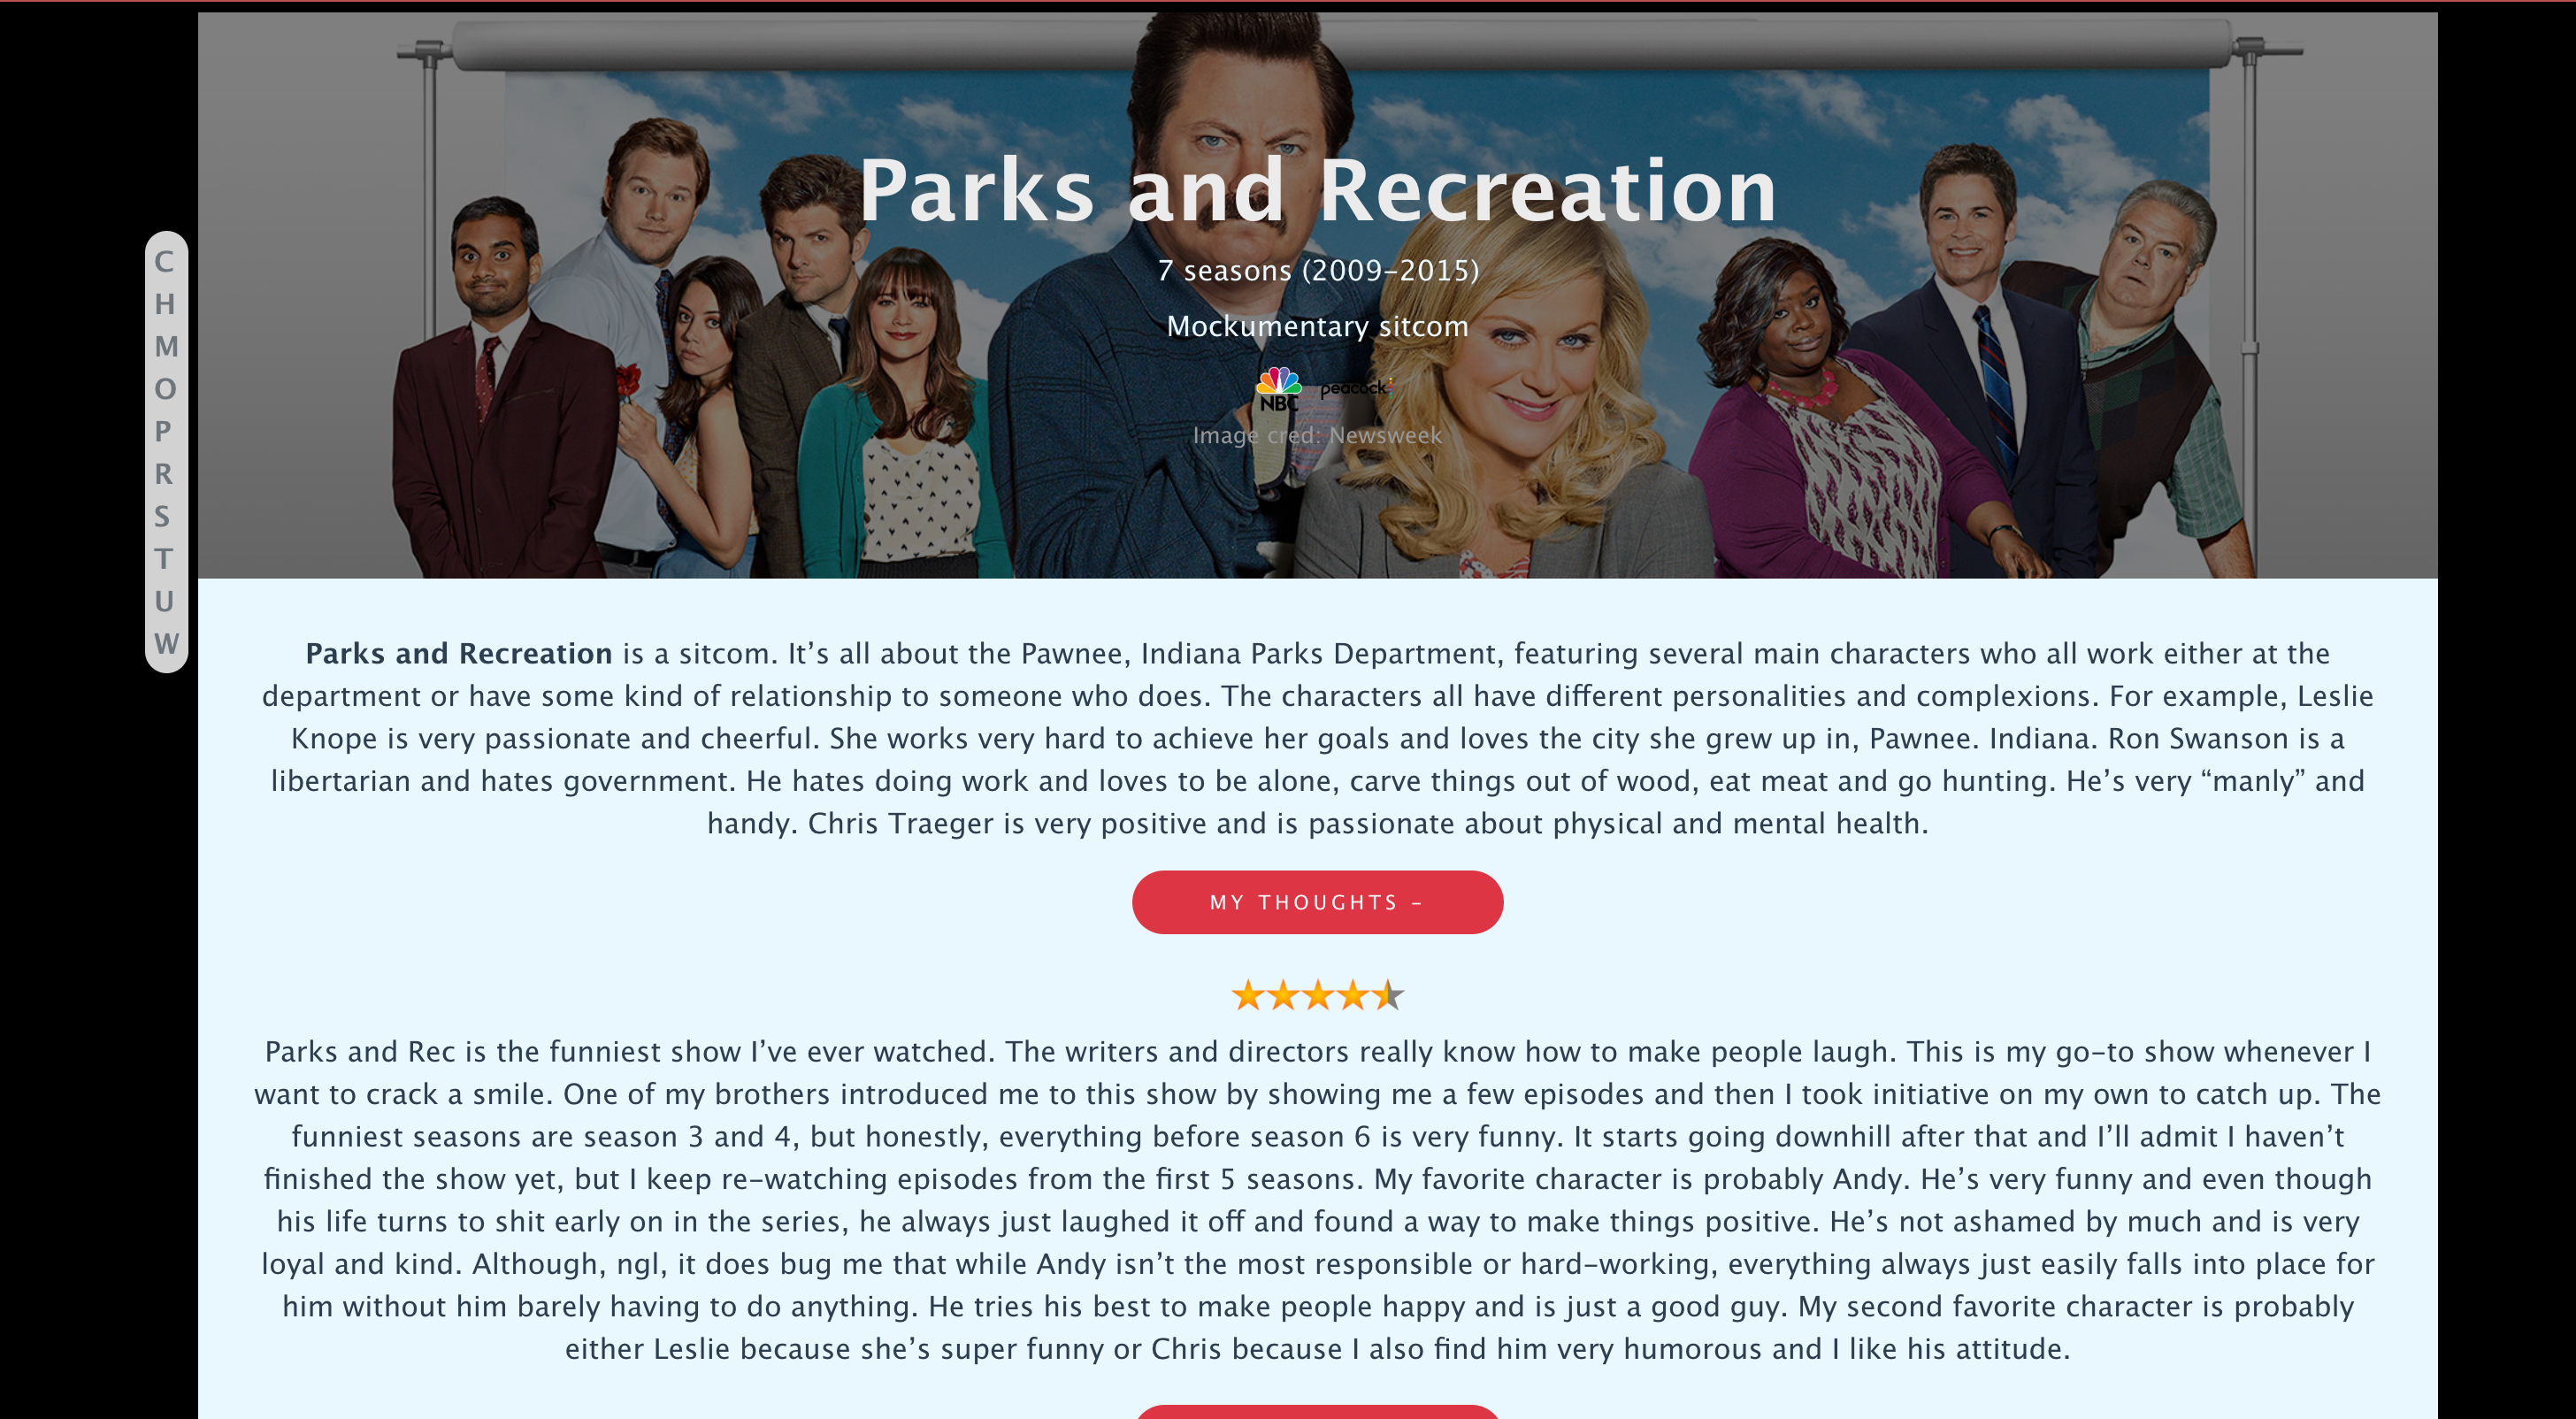 Parks and Recreation
7 seasons (2009-2015)
Mockumentary sitcom
NBC peacock
Image cred: Newsweek
C
H
M
O
P
R
S
T
U
W
Parks and Recreation is a sitcom. It’s all about the Pawnee, Indiana Parks Department, featuring several main characters who all work either at the
department or have some kind of relationship to someone who does. The characters all have different personalities and complexions. For example, Leslie
Knope is very passionate and cheerful. She works very hard to achieve her goals and loves the city she grew up in, Pawnee. Indiana. Ron Swanson is a
libertarian and hates government. He hates doing work and loves to be alone, carve things out of wood, eat meat and go hunting. He’s very “manly” and
handy. Chris Traeger is very positive and is passionate about physical and mental health.
MY THOUGHTS –
Parks and Rec is the funniest show I’ve ever watched. The writers and directors really know how to make people laugh. This is my go-to show whenever I
want to crack a smile. One of my brothers introduced me to this show by showing me a few episodes and then I took initiative on my own to catch up. The
funniest seasons are season 3 and 4, but honestly, everything before season 6 is very funny. It starts going downhill after that and I’ll admit I haven’t
finished the show yet, but I keep re-watching episodes from the first 5 seasons. My favorite character is probably Andy. He’s very funny and even though
his life turns to shit early on in the series, he always just laughed it off and found a way to make things positive. He’s not ashamed by much and is very
loyal and kind. Although, ngl, it does bug me that while Andy isn’t the most responsible or hard-working, everything always just easily falls into place for
him without him barely having to do anything. He tries his best to make people happy and is just a good guy. My second favorite character is probably
either Leslie because she’s super funny or Chris because I also find him very humorous and I like his attitude.